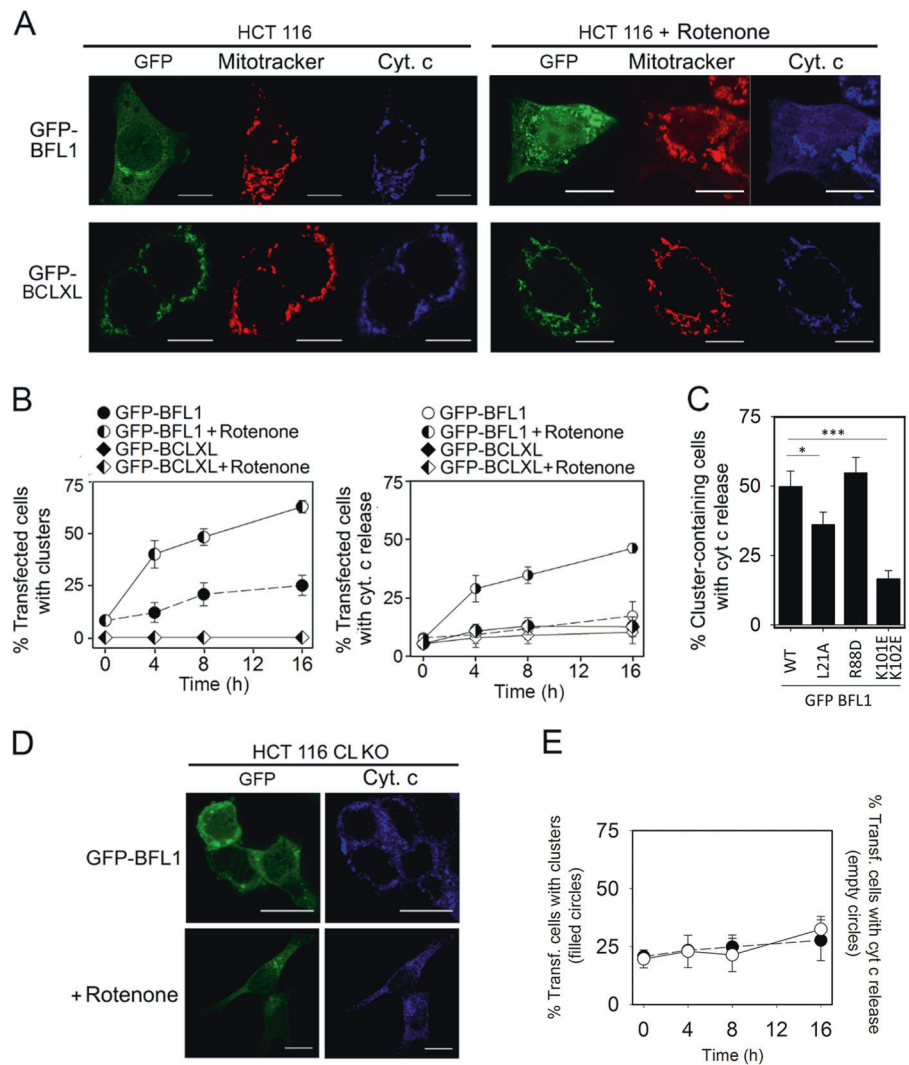 A
HCT 116
HCT 116 + Rotenone
GFP Mitotracker Cyt. c
GFP Mitotracker Cyt. c
GFP-
BFL1
GFP-
BCLXL
B
GFP-BFL1
GFP-BFL1 + Rotenone
GFP-BCLXL
GFP-BCLXL+Rotenone
% Transfected cells
with clusters
75
50
25
0
0 4 8 12 16
Time (h)
GFP-BFL1
GFP-BFL1 + Rotenone
GFP-BCLXL
GFP-BCLXL+Rotenone
% Transfected cells
with cyt. c release
75
50
25
0
0 4 8 12 16
Time (h)
C
% Cluster-containing cells
with cyt c release
75
50
25
0
***
*
WT
L21A
R88D
K101E
K102E
GFP BFL1
D
HCT 116 CL KO
GFP Cyt. c
GFP-BFL1
+ Rotenone
E
% Transf. cells with clusters
(filled circles)
75
50
25
0
0 4 8 12 16
Time (h)
% Transf. cells with cyt c release
(empty circles)